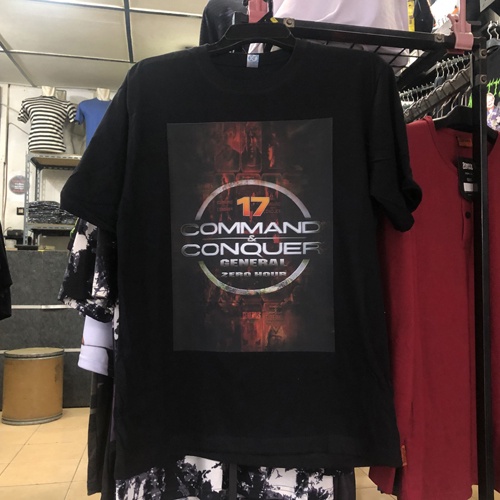 17
COMMAND
&
CONQUER
GENERAL
ZERO HOUR